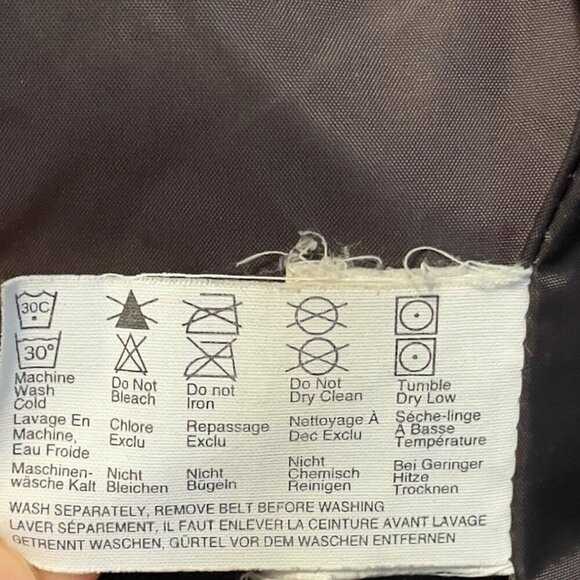 30C
30°
Machine
Wash
Cold
Lavage En
Machine,
Eau Froide
Maschinen-
wäsche Kalt
Do Not
Bleach
Chlore
Exclu
Nicht
Bleichen
Do not
Iron
Repassage
Exclu
Nicht
Bügeln
Do Not
Dry Clean
Nettoyage À
Dec Exclu
Nicht
Chemisch
Reinigen
Tumble
Dry Low
Séche-linge
A Basse
Température
Bei Geringer
Hitze
Trocknen
WASH SEPARATELY, REMOVE BELT BEFORE WASHING
LAVER SÉPAREMENT, IL FAUT ENLEVER LA CEINTURE AVANT LAVAGE
GETRENNT WASCHEN, GÜRTEL VOR DEM WASCHEN ENTFERNEN